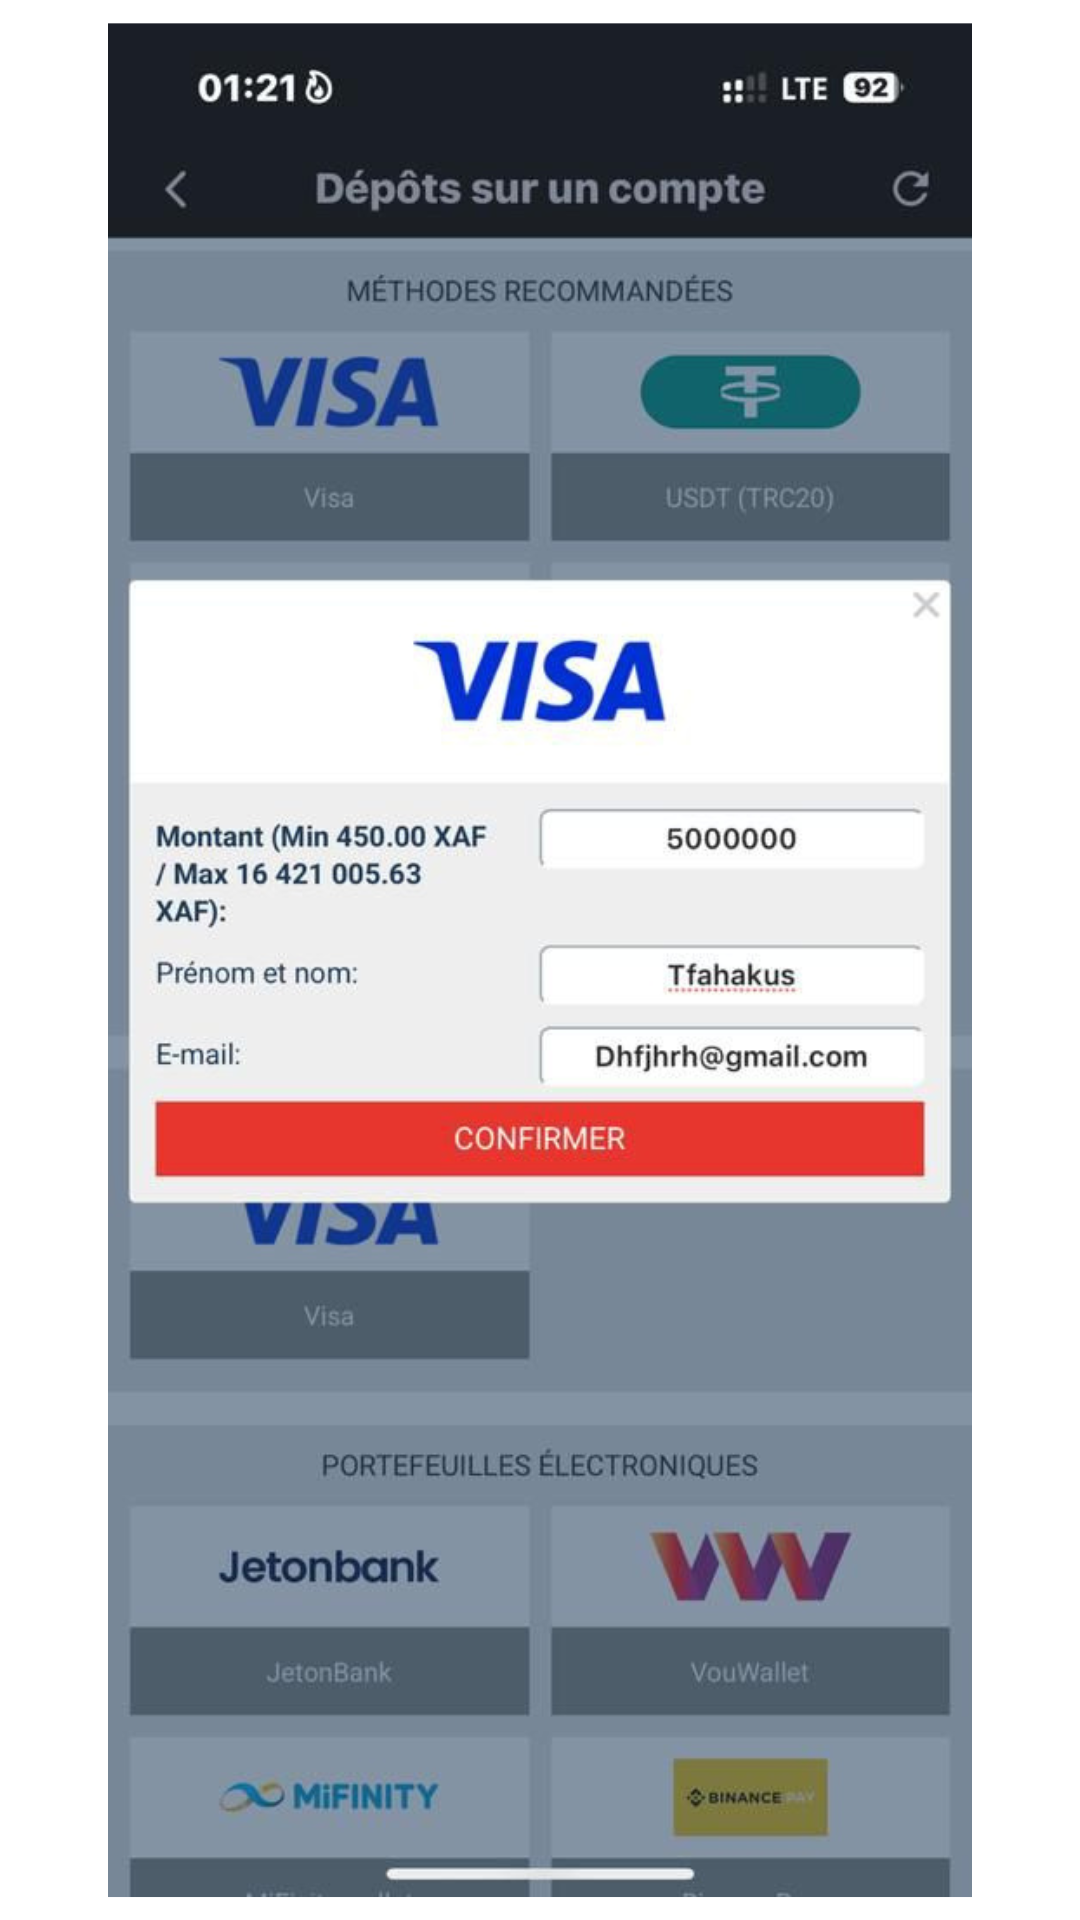 01:21 LTE 92
Dépôts sur un compte
MÉTHODES RECOMMANDÉES
VISA
Visa
USDT (TRC20)
VISA
Montant (Min 450.00 XAF
/ Max 16 421 005.63
XAF):
5000000
Prénom et nom:
Tfahakus
E-mail:
Dhfjhrh@gmail.com
CONFIRMER
VISA
Visa
PORTEFEUILLES ÉLECTRONIQUES
Jetonbank
JetonBank
VouWallet
MiFINITY
BINANCE PAY